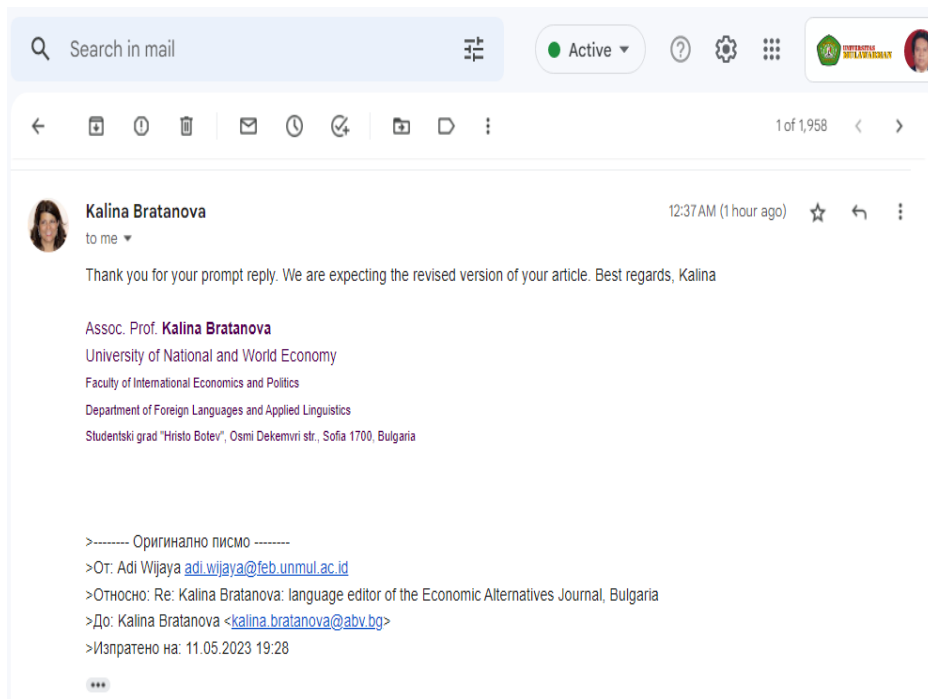 Search in mail
Active
UNIVERSITAS
MULAWARMAN
1 of 1,958
Kalina Bratanova
12:37 AM (1 hour ago)
to me
Thank you for your prompt reply. We are expecting the revised version of your article. Best regards, Kalina
Assoc. Prof. Kalina Bratanova
University of National and World Economy
Faculty of International Economics and Politics
Department of Foreign Languages and Applied Linguistics
Studentski grad "Hristo Botev", Osmi Dekemvri str., Sofia 1700, Bulgaria
>-------- Оригинално писмо --------
>От: Adi Wijaya adi.wijaya@feb.unmul.ac.id
>Относно: Re: Kalina Bratanova: language editor of the Economic Alternatives Journal, Bulgaria
>До: Kalina Bratanova <kalina.bratanova@abv.bg>
>Изпратено на: 11.05.2023 19:28